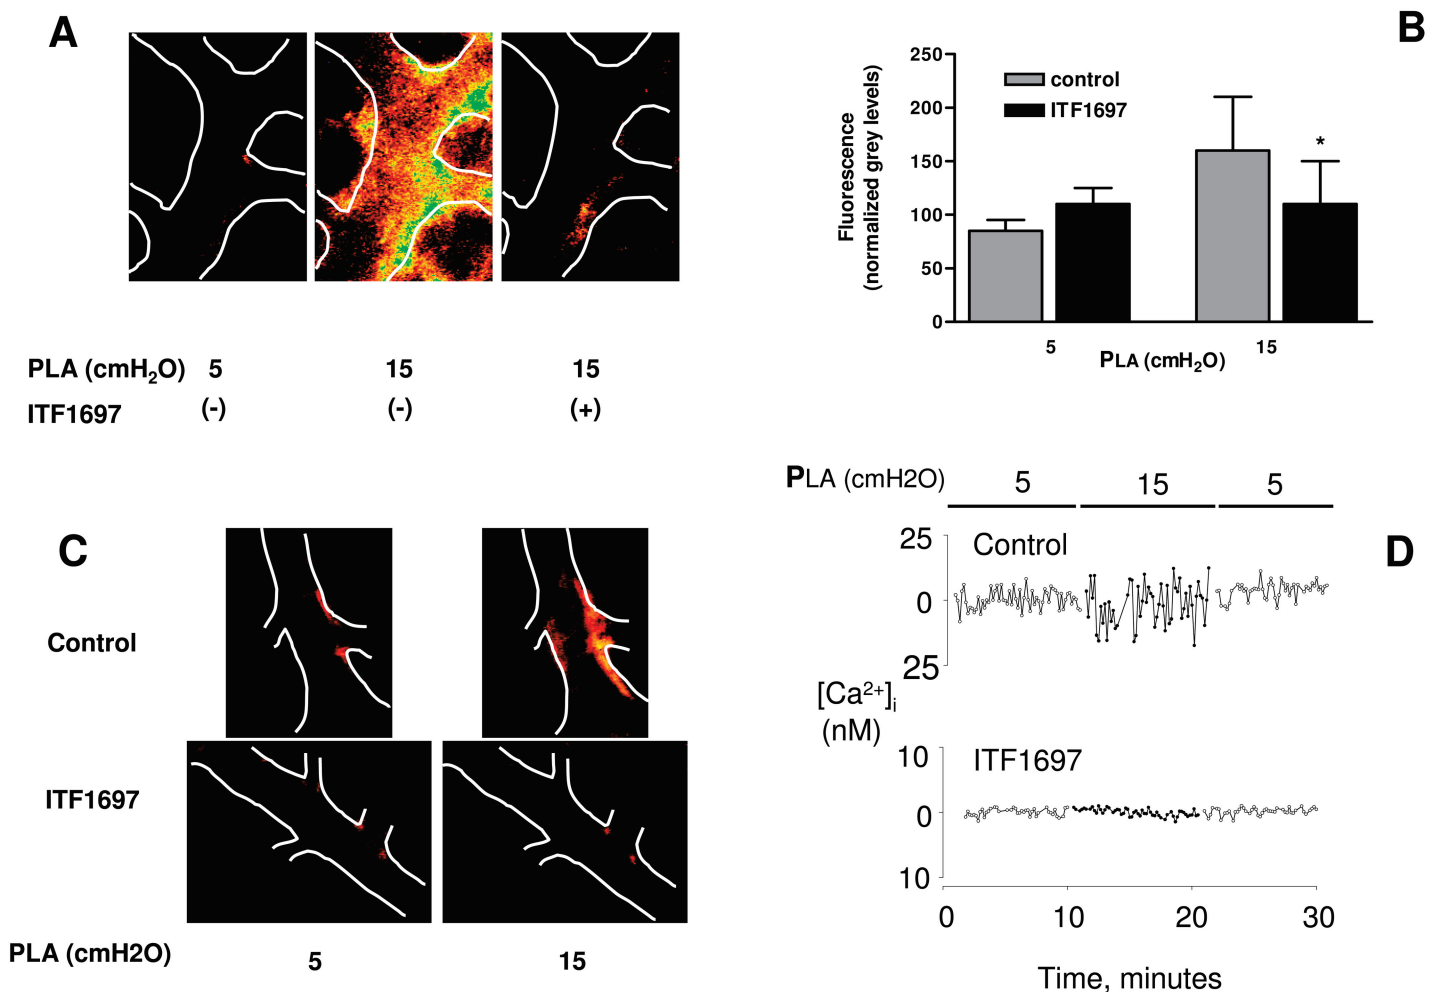 A
PLA (cmH2O) 5 15 15
ITF1697 (-) (-) (+)
B
Fluorescence
(normalized grey levels)
250
200
150
100
50
0
control
ITF1697
*
5 15
PLA (cmH2O)
C
Control
ITF1697
PLA (cmH2O) 5 15
D
PLA (cmH2O) 5 15 5
25
Control
0
25
[Ca2+]i
(nM)
10
ITF1697
0
10
0 10 20 30
Time, minutes